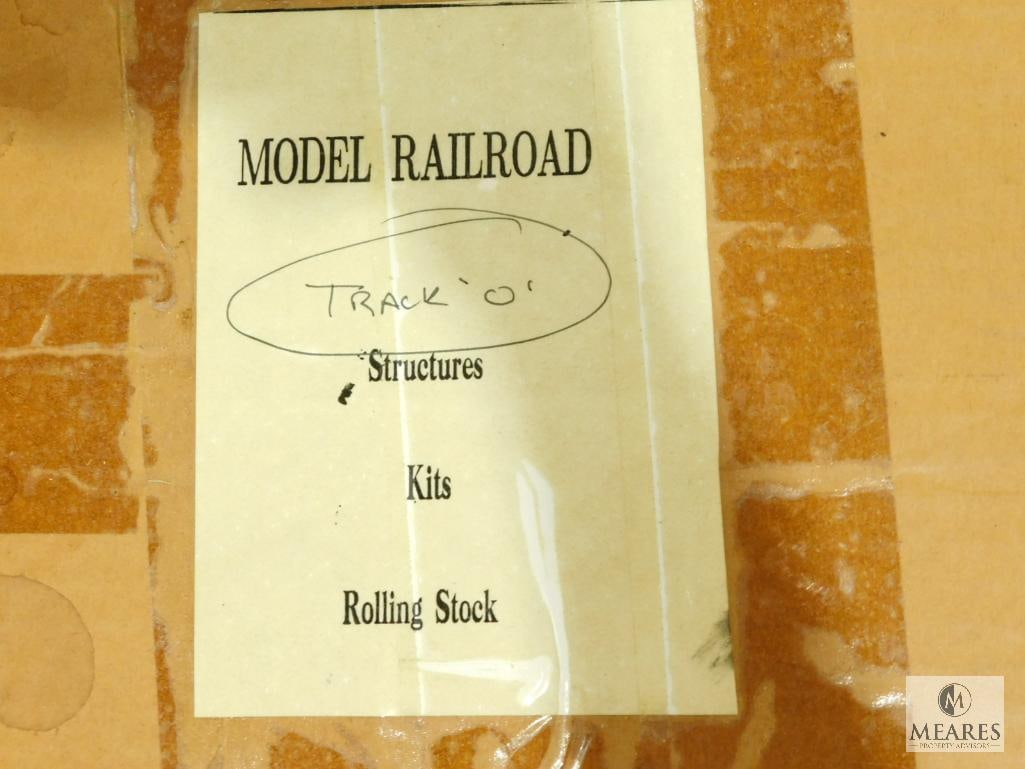 MODEL RAILROAD
TRACK 'O'
Structures
Kits
Rolling Stock
M
MEARES
PROPERTY ADVISORS